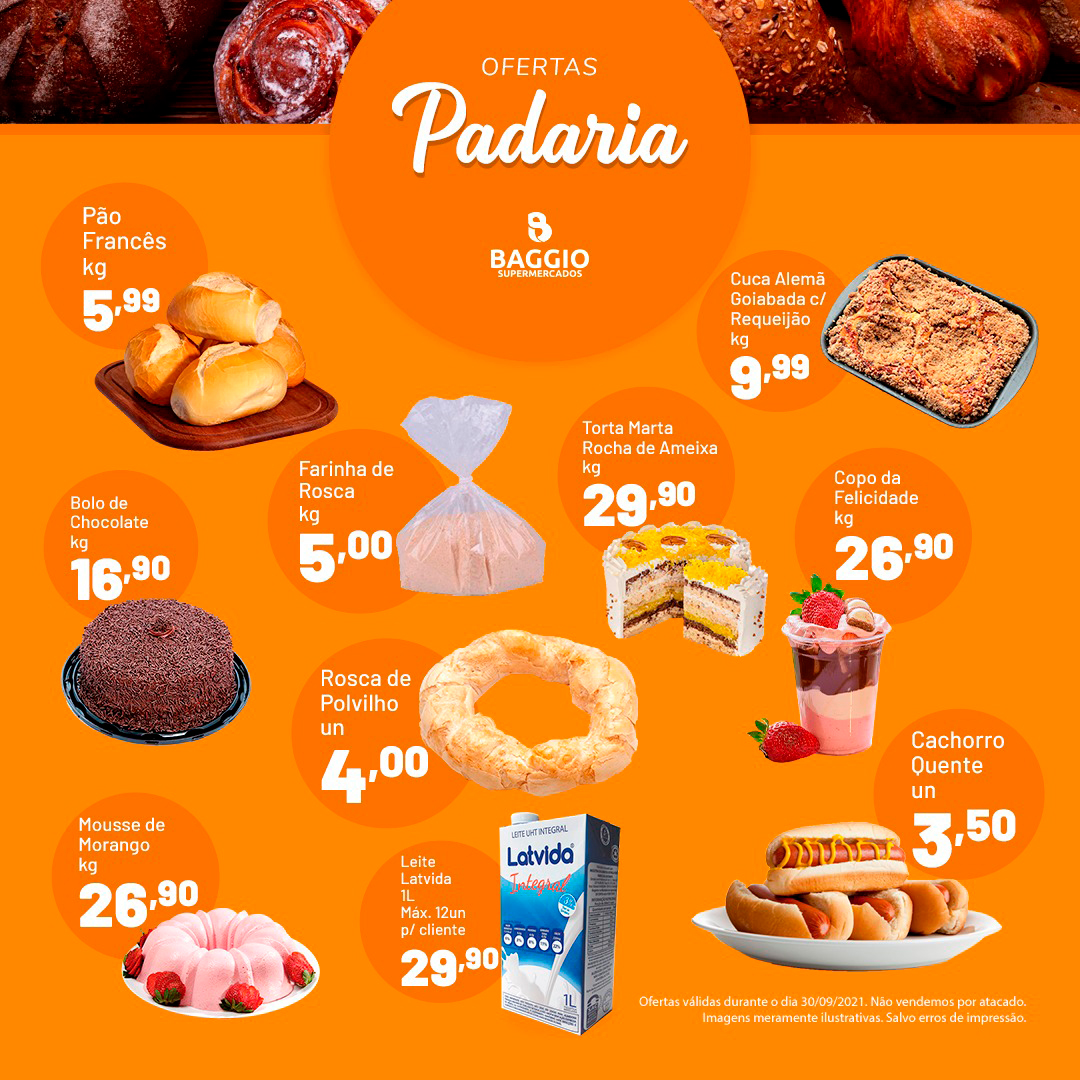 OFERTAS
Padaria
BAGGIO
SUPERMERCADOS
Pão
Francês
kg
5,99
Cuca Alemã
Goiabada c/
Requeijão
kg
9,99
Torta Marta
Rocha de Ameixa
kg
29,90
Farinha de
Rosca
kg
5,00
Copo da
Felicidade
kg
26,90
Bolo de
Chocolate
kg
16,90
Rosca de
Polvilho
un
4,00
Cachorro
Quente
un
3,50
Mousse de
Morango
kg
26,90
Leite
Latvida
1L
Máx. 12un
p/ cliente
29,90
LEITE UHT INTEGRAL
Latvida
Integral
1L
Ofertas válidas durante o dia 30/09/2021. Não vendemos por atacado.
Imagens meramente ilustrativas. Salvo erros de impressão.